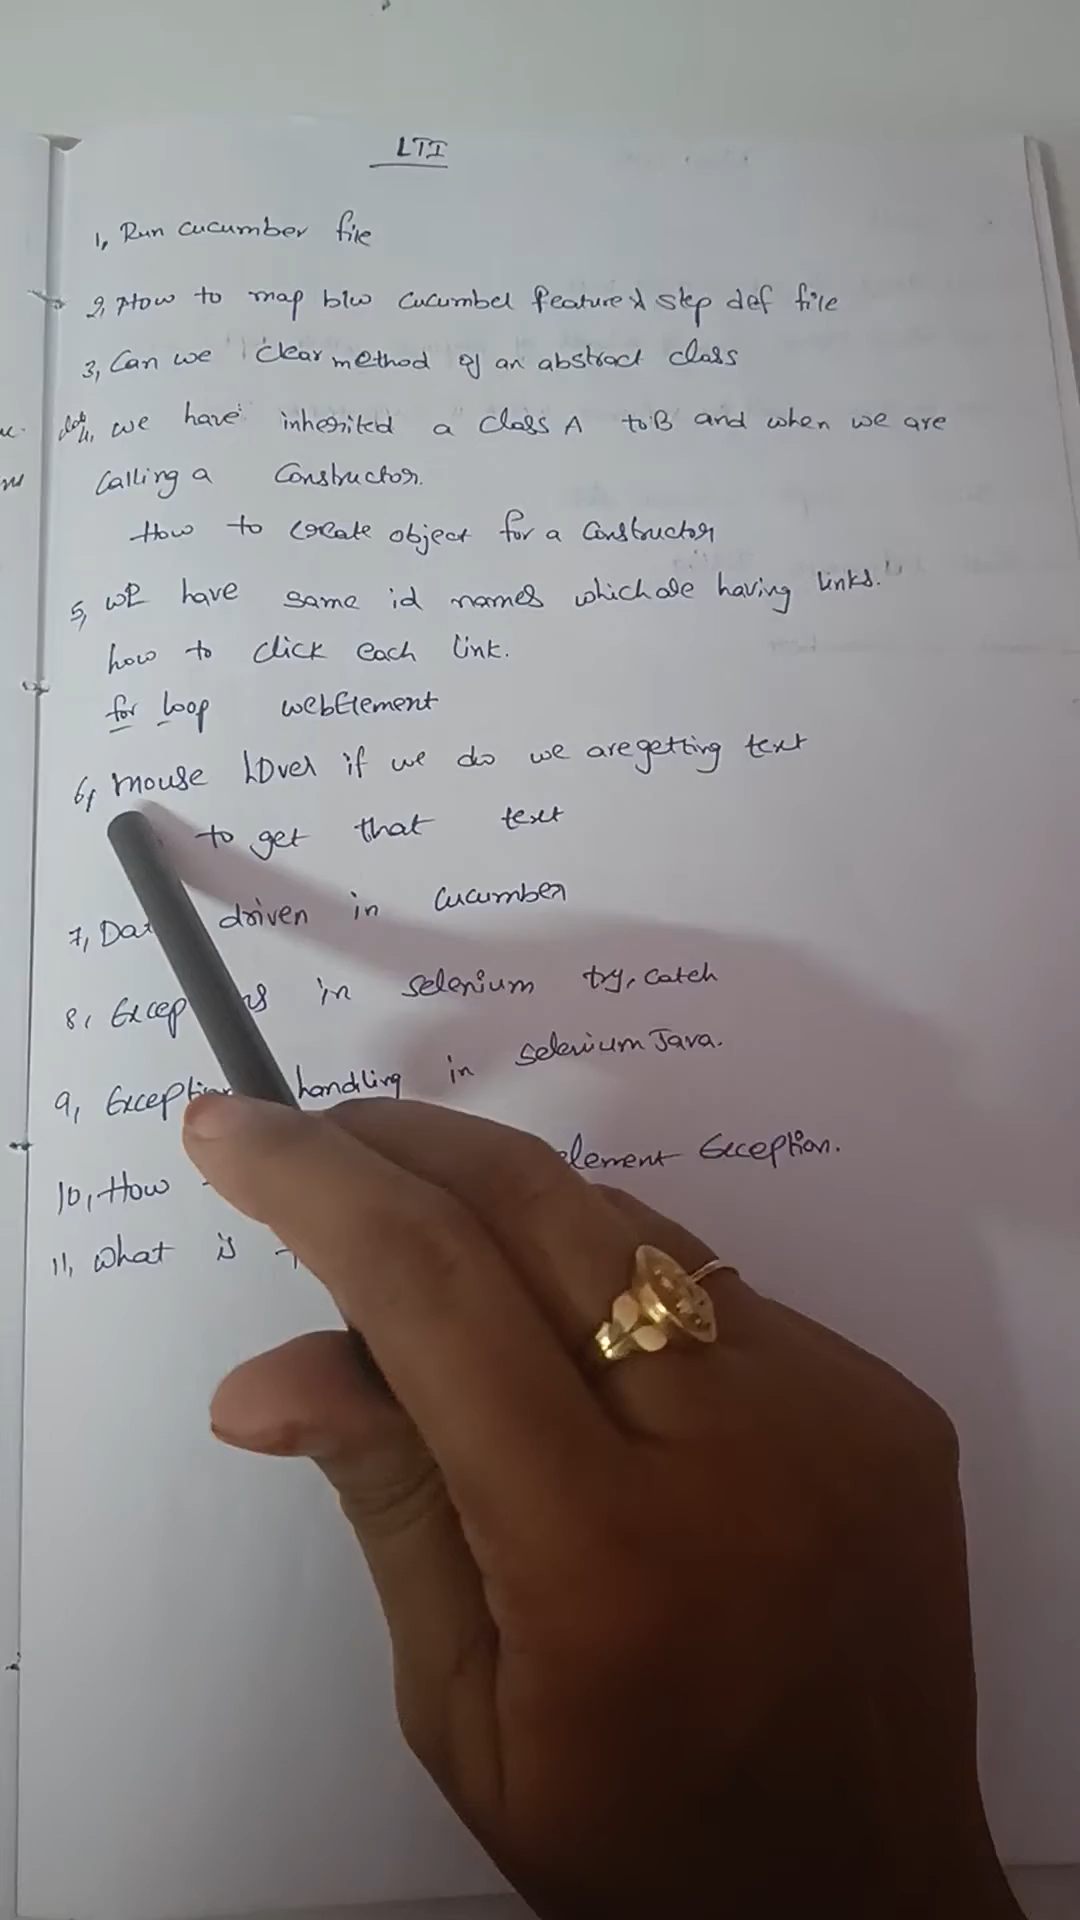 LTI
1, Run cucumber file
2, How to map b/w cucumber feature & step def file
3, Can we clear method of an abstract class
4, we have inherited a class A to B and when we are
calling a constructor.
How to create object for a constructor
5, we have same id names which are having links.
how to click each link.
for loop webElement
6, mouse hover if we do we are getting text
to get that text
7, driven in cucumber
8, in selenium try, catch
9, Exception handling in selenium Java.
10, How element Exception.
11, what is